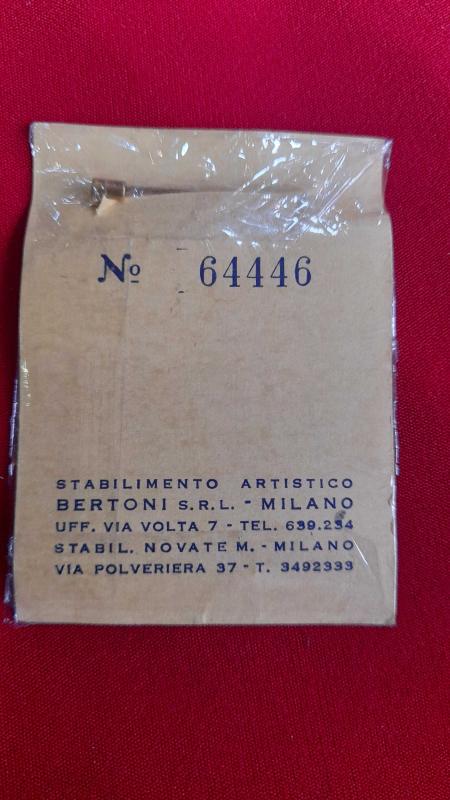 Nº 64446
STABILIMENTO ARTISTICO
BERTONI S.R.L. - MILANO
UFF. VIA VOLTA 7 - TEL. 639.234
STABIL. NOVATE M. - MILANO
VIA POLVERIERA 37 - T. 3492333